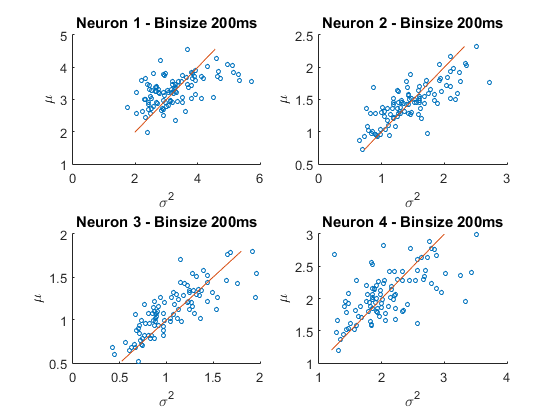 Neuron 1 - Binsize 200ms
5
4
3
2
1
μ
0 2 4 6
σ²
Neuron 2 - Binsize 200ms
2.5
2
1.5
1
0.5
μ
0 1 2 3
σ²
Neuron 3 - Binsize 200ms
2
1.5
1
0.5
μ
0 0.5 1 1.5 2
σ²
Neuron 4 - Binsize 200ms
3
2.5
2
1.5
1
μ
1 2 3 4
σ²